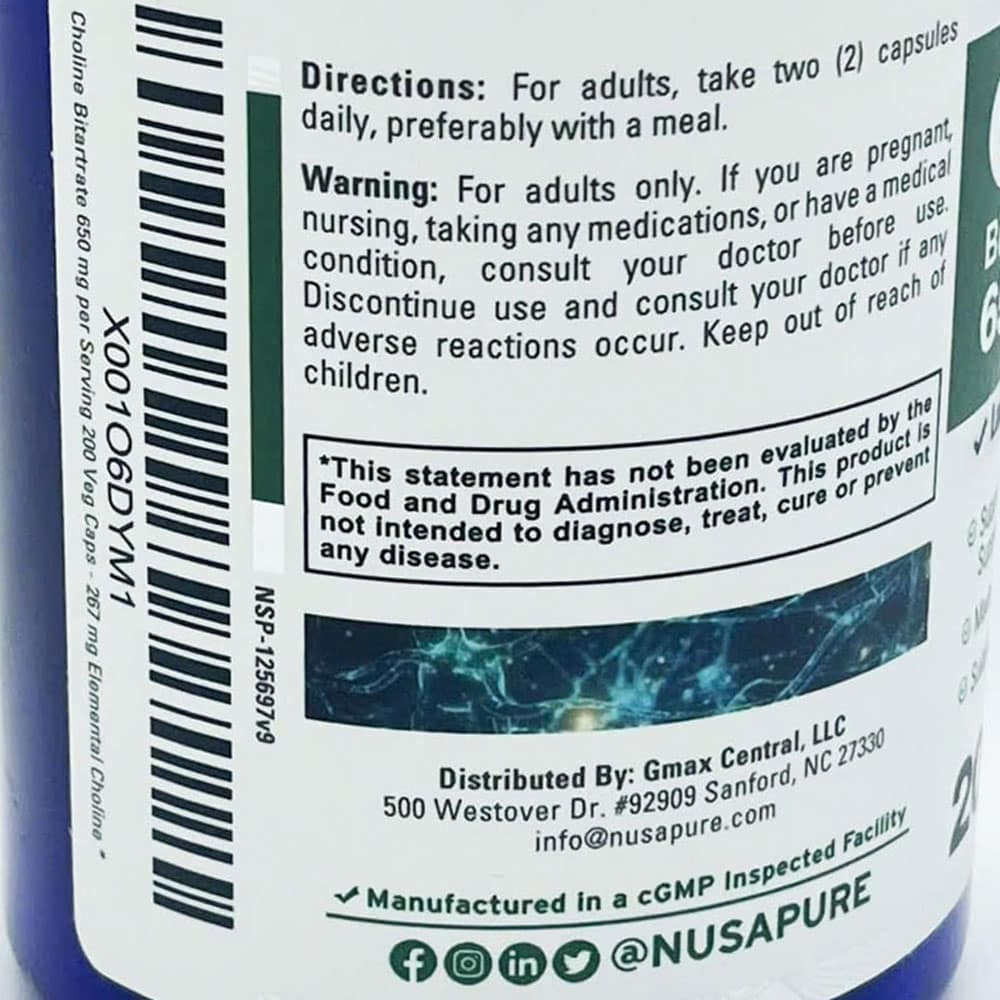 Choline Bitartrate 650 mg per Serving 200 Veg Caps - 267 mg Elemental Choline *
X001O6DYM1
NSP-125697v9
Directions: For adults, take two (2) capsules
daily, preferably with a meal.
Warning: For adults only. If you are pregnant,
nursing, taking any medications, or have a medical
condition, consult your doctor before use.
Discontinue use and consult your doctor if any
adverse reactions occur. Keep out of reach of
children.
*This statement has not been evaluated by the
Food and Drug Administration. This product is
not intended to diagnose, treat, cure or prevent
any disease.
Distributed By: Gmax Central, LLC
500 Westover Dr. #92909 Sanford, NC 27330
info@nusapure.com
✓ Manufactured in a cGMP Inspected Facility
@NUSAPURE